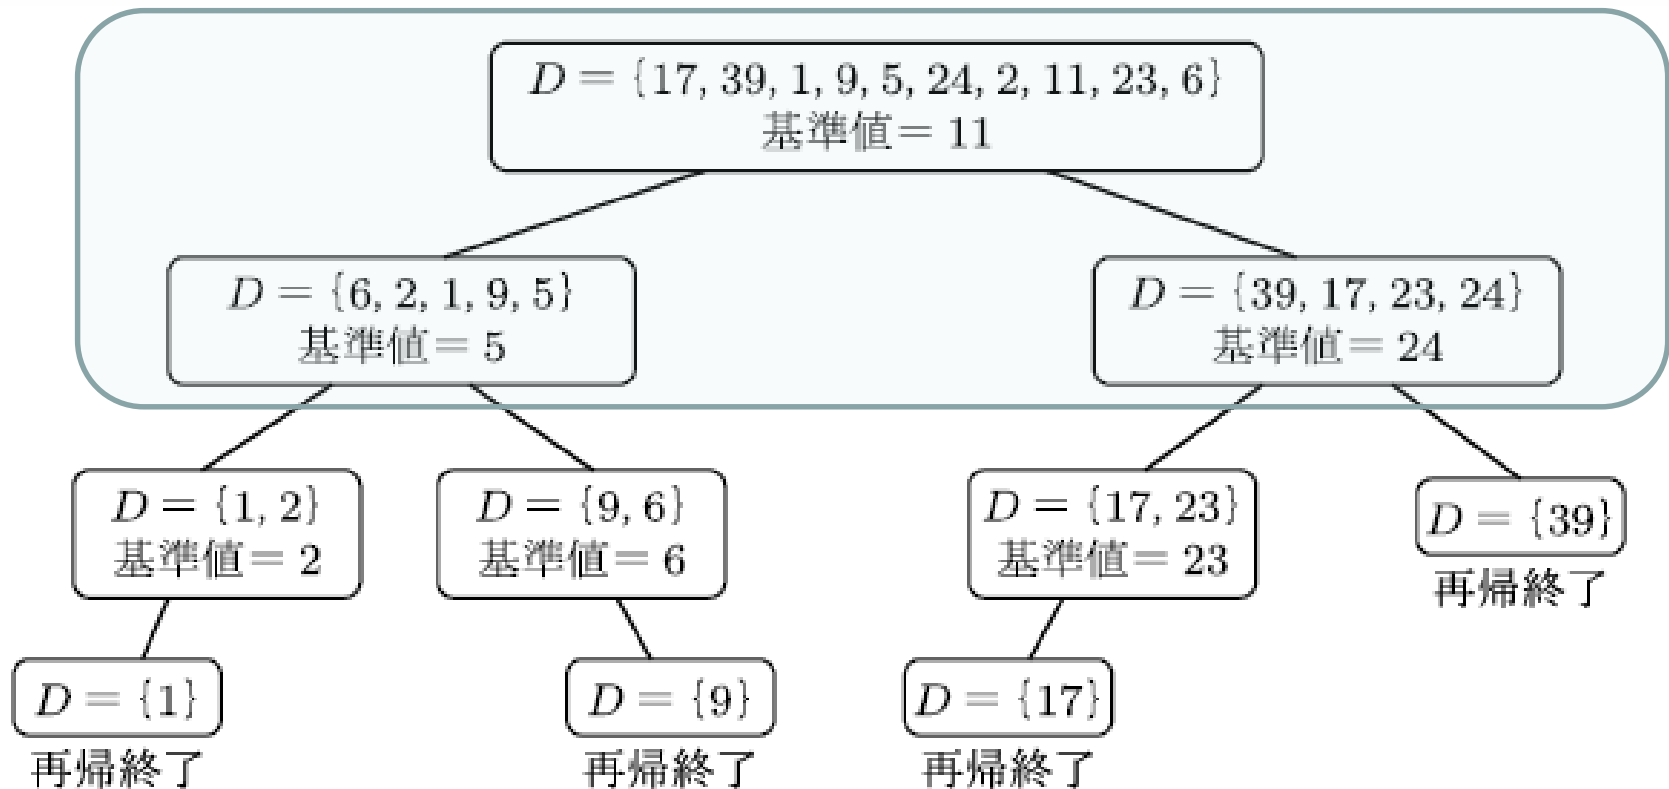 D = {17, 39, 1, 9, 5, 24, 2, 11, 23, 6}
基準値 = 11
D = {6, 2, 1, 9, 5}
基準値 = 5
D = {39, 17, 23, 24}
基準値 = 24
D = {1, 2}
基準値 = 2
D = {9, 6}
基準値 = 6
D = {17, 23}
基準値 = 23
D = {39}
再帰終了
D = {1}
再帰終了
D = {9}
再帰終了
D = {17}
再帰終了